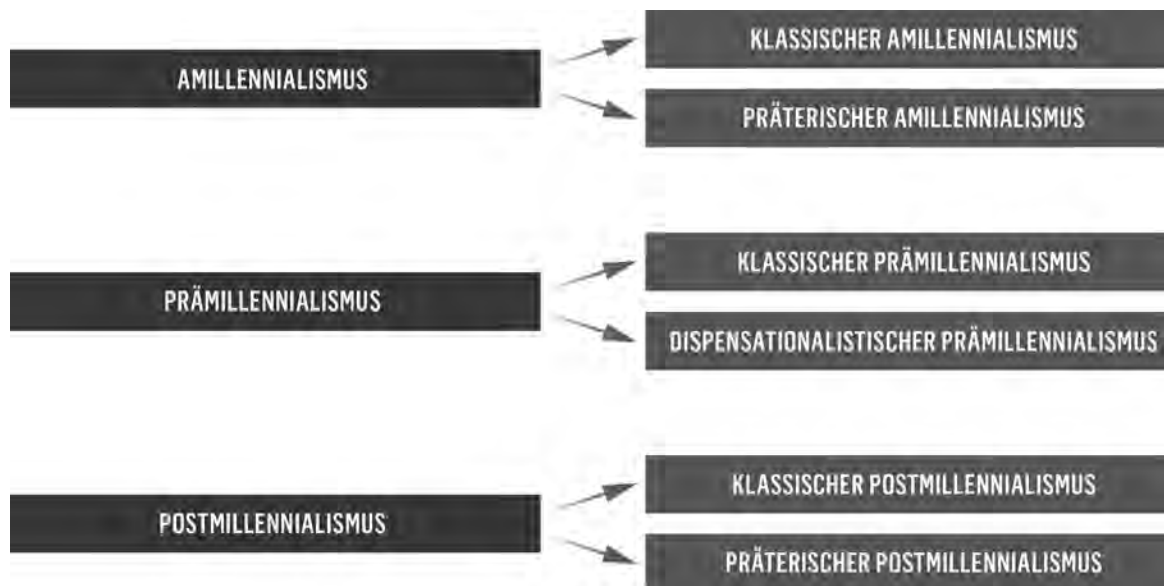 AMILLENNIALISMUS
KLASSISCHER AMILLENNIALISMUS
PRÄTERISCHER AMILLENNIALISMUS
PRÄMILLENNIALISMUS
KLASSISCHER PRÄMILLENNIALISMUS
DISPENSATIONALISTISCHER PRÄMILLENNIALISMUS
POSTMILLENNIALISMUS
KLASSISCHER POSTMILLENNIALISMUS
PRÄTERISCHER POSTMILLENNIALISMUS